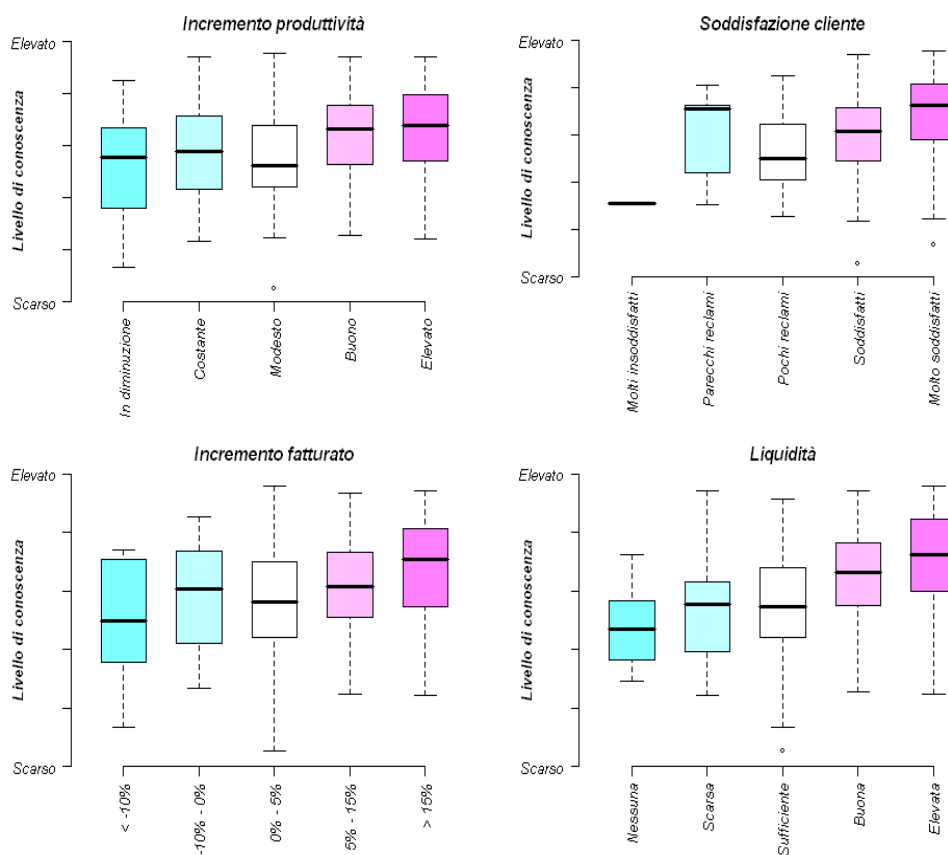 Incremento produttività
Elevato
Livello di conoscenza
Scarso
In diminuzione
Costante
Modesto
Buono
Elevato
Soddisfazione cliente
Elevato
Livello di conoscenza
Scarso
Molti insoddisfatti
Parecchi reclami
Pochi reclami
Soddisfatti
Molto soddisfatti
Incremento fatturato
Elevato
Livello di conoscenza
Scarso
< -10%
-10% - 0%
0% - 5%
5% - 15%
> 15%
Liquidità
Elevato
Livello di conoscenza
Scarso
Nessuna
Scarsa
Sufficiente
Buona
Elevata